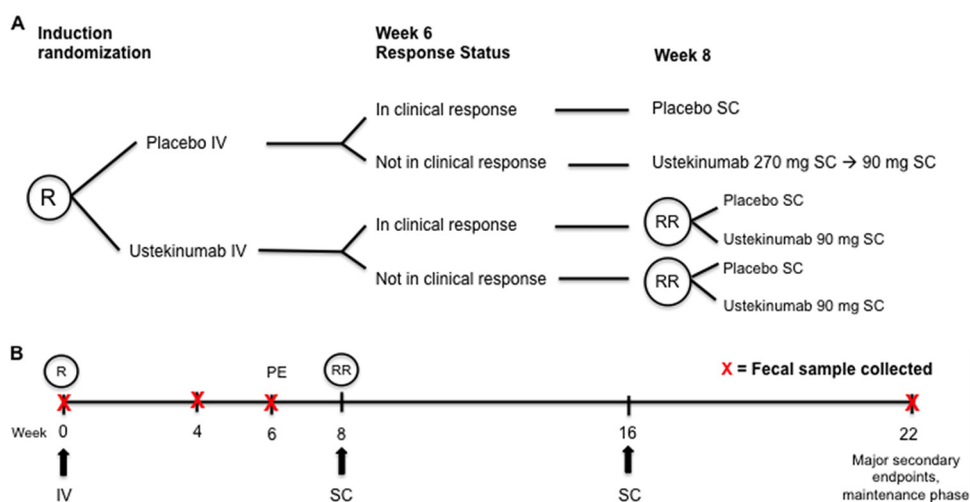 A
Induction
randomization
Week 6
Response Status
Week 8
In clinical response
Placebo SC
Placebo IV
Not in clinical response
Ustekinumab 270 mg SC → 90 mg SC
R
In clinical response
RR
Placebo SC
Ustekinumab 90 mg SC
Ustekinumab IV
Not in clinical response
RR
Placebo SC
Ustekinumab 90 mg SC
B
R
PE
RR
X = Fecal sample collected
X X X X
Week 0 4 6 8 16 22
IV SC SC
Major secondary
endpoints,
maintenance phase